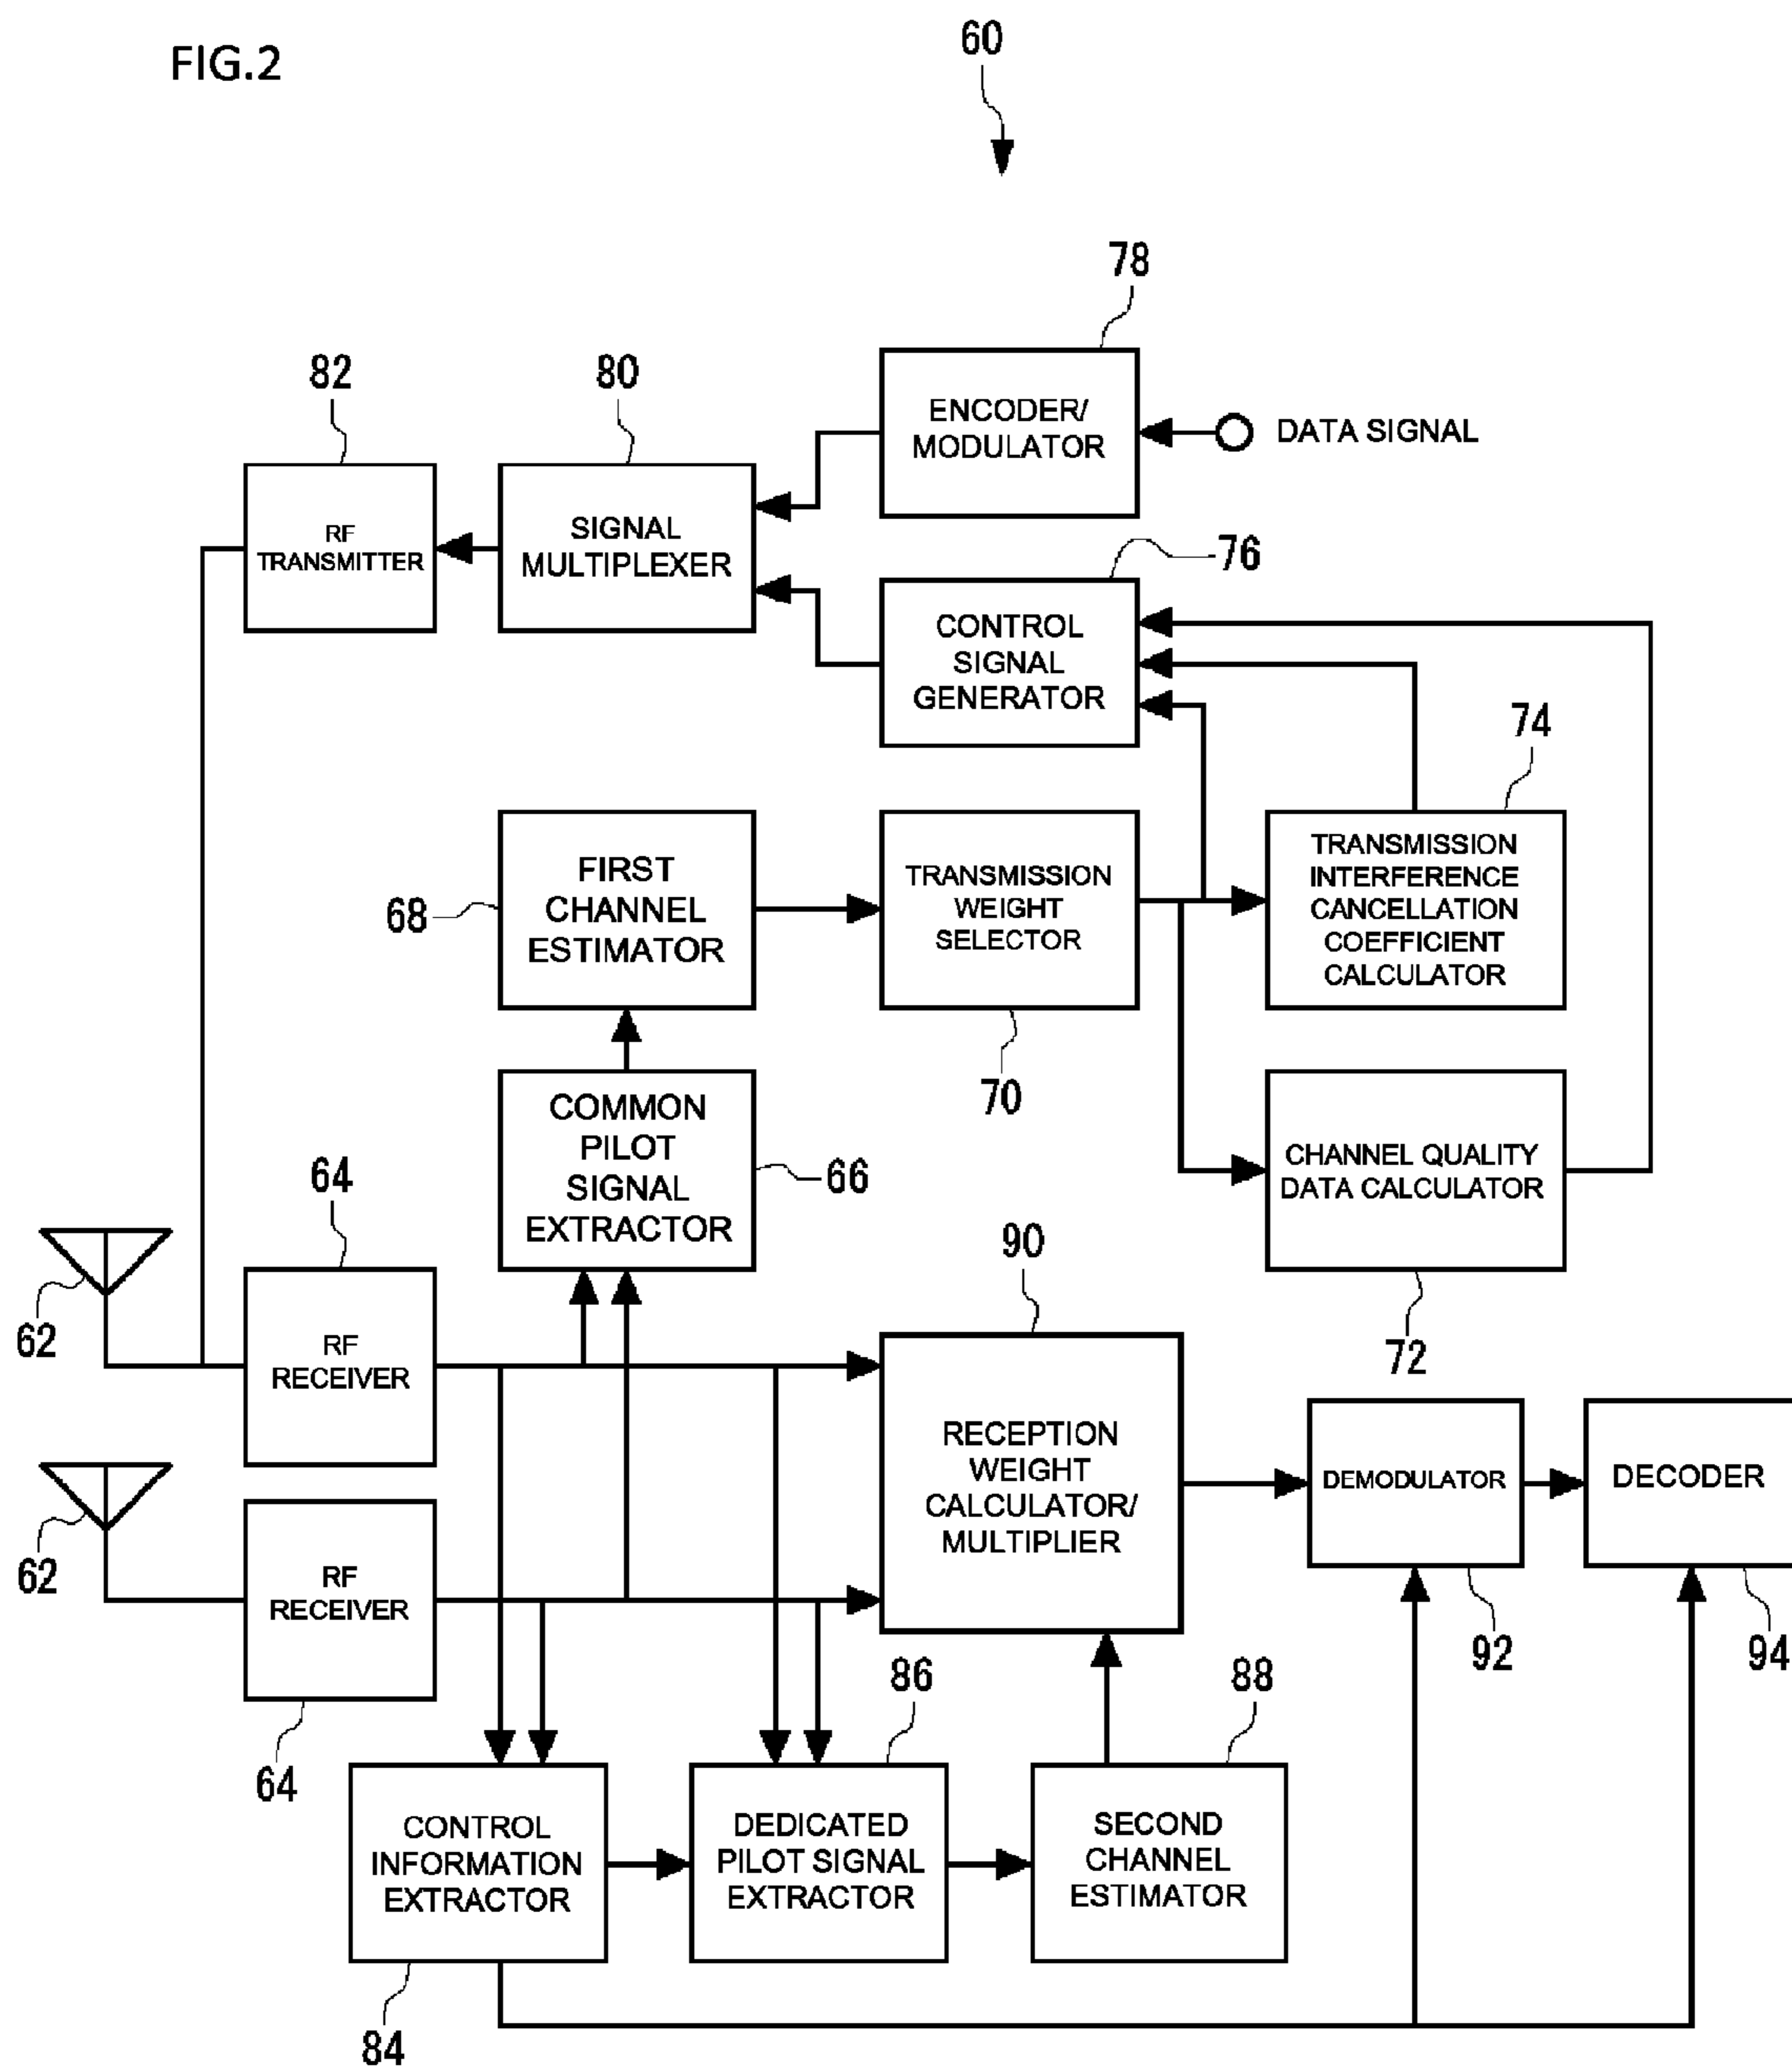 FIG.2
60
78
82
80
ENCODER/
MODULATOR
DATA SIGNAL
RF
TRANSMITTER
SIGNAL
MULTIPLEXER
76
CONTROL
SIGNAL
GENERATOR
74
68
FIRST
CHANNEL
ESTIMATOR
TRANSMISSION
WEIGHT
SELECTOR
TRANSMISSION
INTERFERENCE
CANCELLATION
COEFFICIENT
CALCULATOR
70
COMMON
PILOT
SIGNAL
EXTRACTOR
66
CHANNEL QUALITY
DATA CALCULATOR
64
90
62
RF
RECEIVER
72
RECEPTION
WEIGHT
CALCULATOR/
MULTIPLIER
DEMODULATOR
DECODER
62
RF
RECEIVER
92
94
86
88
64
CONTROL
INFORMATION
EXTRACTOR
DEDICATED
PILOT SIGNAL
EXTRACTOR
SECOND
CHANNEL
ESTIMATOR
84